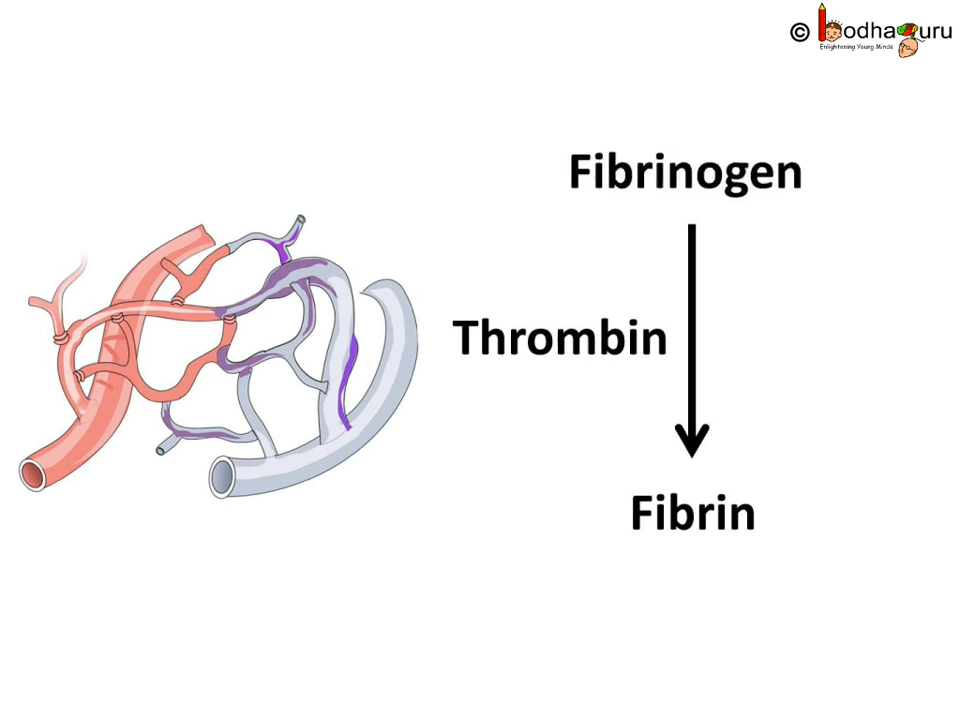 © BodhaGuru
Enlightening Young Minds
Fibrinogen
Thrombin
Fibrin